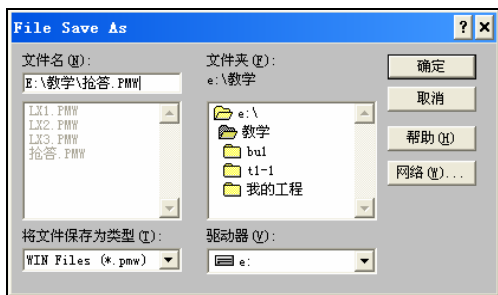 File Save As
文件名(N):
E:\教学\抢答.PMW
LX1.PMW
LX2.PMW
LX3.PMW
抢答.PMW
将文件保存为类型(T):
WIN Files (*.pmw)
文件夹(F):
e:\教学
e:\
教学
bu1
t1-1
我的工程
驱动器(V):
e:
确定
取消
帮助(H)
网络(W)...